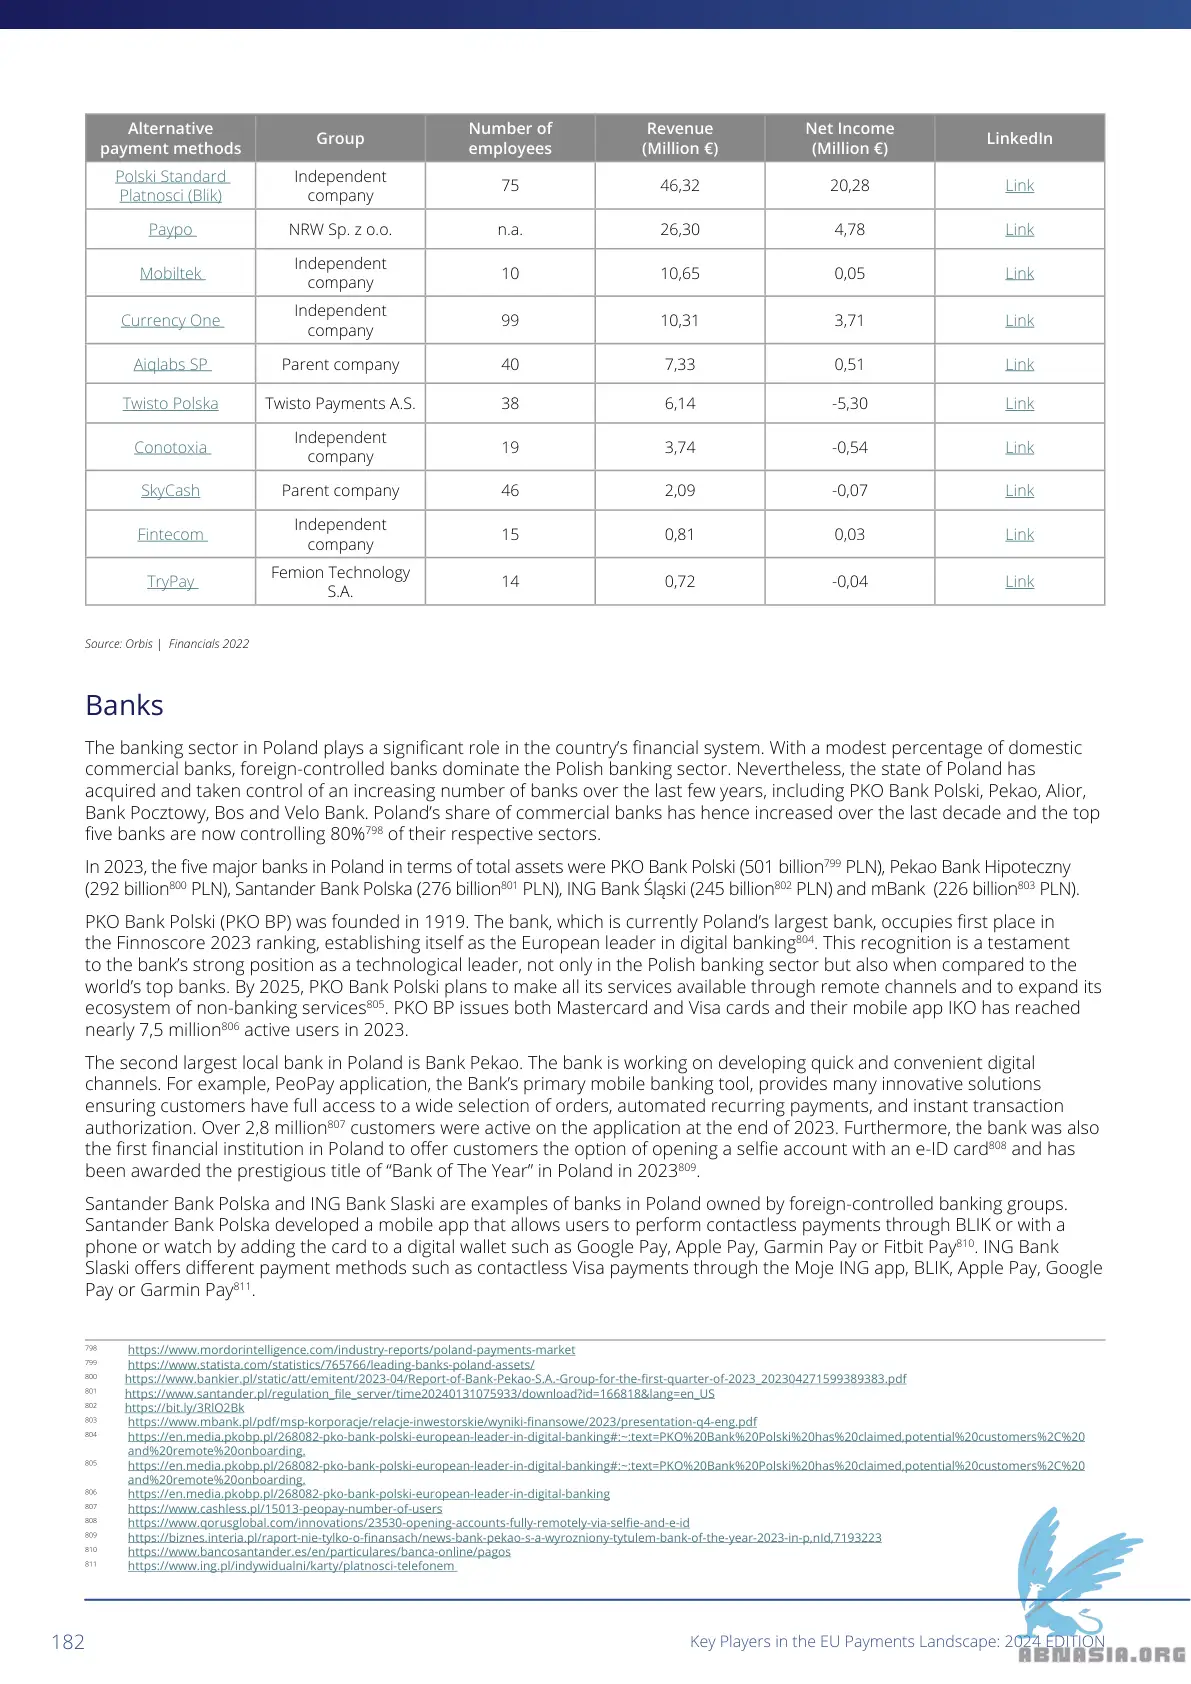 Alternative
payment methods
Group
Number of
employees
Revenue
(Million €)
Net Income
(Million €)
LinkedIn
Polski Standard
Platnosci (Blik)
Independent
company
75
46,32
20,28
Link
Paypo
NRW Sp. z o.o.
n.a.
26,30
4,78
Link
Mobiltek
Independent
company
10
10,65
0,05
Link
Currency One
Independent
company
99
10,31
3,71
Link
Aiqlabs SP
Parent company
40
7,33
0,51
Link
Twisto Polska
Twisto Payments A.S.
38
6,14
-5,30
Link
Conotoxia
Independent
company
19
3,74
-0,54
Link
SkyCash
Parent company
46
2,09
-0,07
Link
Fintecom
Independent
company
15
0,81
0,03
Link
TryPay
Femion Technology
S.A.
14
0,72
-0,04
Link
Source: Orbis | Financials 2022
Banks
The banking sector in Poland plays a significant role in the country’s financial system. With a modest percentage of domestic
commercial banks, foreign-controlled banks dominate the Polish banking sector. Nevertheless, the state of Poland has
acquired and taken control of an increasing number of banks over the last few years, including PKO Bank Polski, Pekao, Alior,
Bank Pocztowy, Bos and Velo Bank. Poland’s share of commercial banks has hence increased over the last decade and the top
five banks are now controlling 80%798 of their respective sectors.
In 2023, the five major banks in Poland in terms of total assets were PKO Bank Polski (501 billion799 PLN), Pekao Bank Hipoteczny
(292 billion800 PLN), Santander Bank Polska (276 billion801 PLN), ING Bank Śląski (245 billion802 PLN) and mBank (226 billion803 PLN).
PKO Bank Polski (PKO BP) was founded in 1919. The bank, which is currently Poland’s largest bank, occupies first place in
the Finnoscore 2023 ranking, establishing itself as the European leader in digital banking804. This recognition is a testament
to the bank’s strong position as a technological leader, not only in the Polish banking sector but also when compared to the
world’s top banks. By 2025, PKO Bank Polski plans to make all its services available through remote channels and to expand its
ecosystem of non-banking services805. PKO BP issues both Mastercard and Visa cards and their mobile app IKO has reached
nearly 7,5 million806 active users in 2023.
The second largest local bank in Poland is Bank Pekao. The bank is working on developing quick and convenient digital
channels. For example, PeoPay application, the Bank’s primary mobile banking tool, provides many innovative solutions
ensuring customers have full access to a wide selection of orders, automated recurring payments, and instant transaction
authorization. Over 2,8 million807 customers were active on the application at the end of 2023. Furthermore, the bank was also
the first financial institution in Poland to offer customers the option of opening a selfie account with an e-ID card808 and has
been awarded the prestigious title of “Bank of The Year” in Poland in 2023809.
Santander Bank Polska and ING Bank Slaski are examples of banks in Poland owned by foreign-controlled banking groups.
Santander Bank Polska developed a mobile app that allows users to perform contactless payments through BLIK or with a
phone or watch by adding the card to a digital wallet such as Google Pay, Apple Pay, Garmin Pay or Fitbit Pay810. ING Bank
Slaski offers different payment methods such as contactless Visa payments through the Moje ING app, BLIK, Apple Pay, Google
Pay or Garmin Pay811.
798 https://www.mordorintelligence.com/industry-reports/poland-payments-market
799 https://www.statista.com/statistics/765766/leading-banks-poland-assets/
800 https://www.bankier.pl/static/att/emitent/2023-04/Report-of-Bank-Pekao-S.A.-Group-for-the-first-quarter-of-2023_202304271599389383.pdf
801 https://www.santander.pl/regulation_file_server/time20240131075933/download?id=166818&lang=en_US
802 https://bit.ly/3RlO2Bk
803 https://www.mbank.pl/pdf/msp-korporacje/relacje-inwestorskie/wyniki-finansowe/2023/presentation-q4-eng.pdf
804 https://en.media.pkobp.pl/268082-pko-bank-polski-european-leader-in-digital-banking#:~:text=PKO%20Bank%20Polski%20has%20claimed,potential%20customers%2C%20
and%20remote%20onboarding.
805 https://en.media.pkobp.pl/268082-pko-bank-polski-european-leader-in-digital-banking#:~:text=PKO%20Bank%20Polski%20has%20claimed,potential%20customers%2C%20
and%20remote%20onboarding.
806 https://en.media.pkobp.pl/268082-pko-bank-polski-european-leader-in-digital-banking
807 https://www.cashless.pl/15013-peopay-number-of-users
808 https://www.qorusglobal.com/innovations/23530-opening-accounts-fully-remotely-via-selfie-and-e-id
809 https://biznes.interia.pl/raport-nie-tylko-o-finansach/news-bank-pekao-s-a-wyrozniony-tytulem-bank-of-the-year-2023-in-p,nId,7193223
810 https://www.bancosantander.es/en/particulares/banca-online/pagos
811 https://www.ing.pl/indywidualni/karty/platnosci-telefonem
182
Key Players in the EU Payments Landscape: 2024 EDITION
ABNASIA.ORG